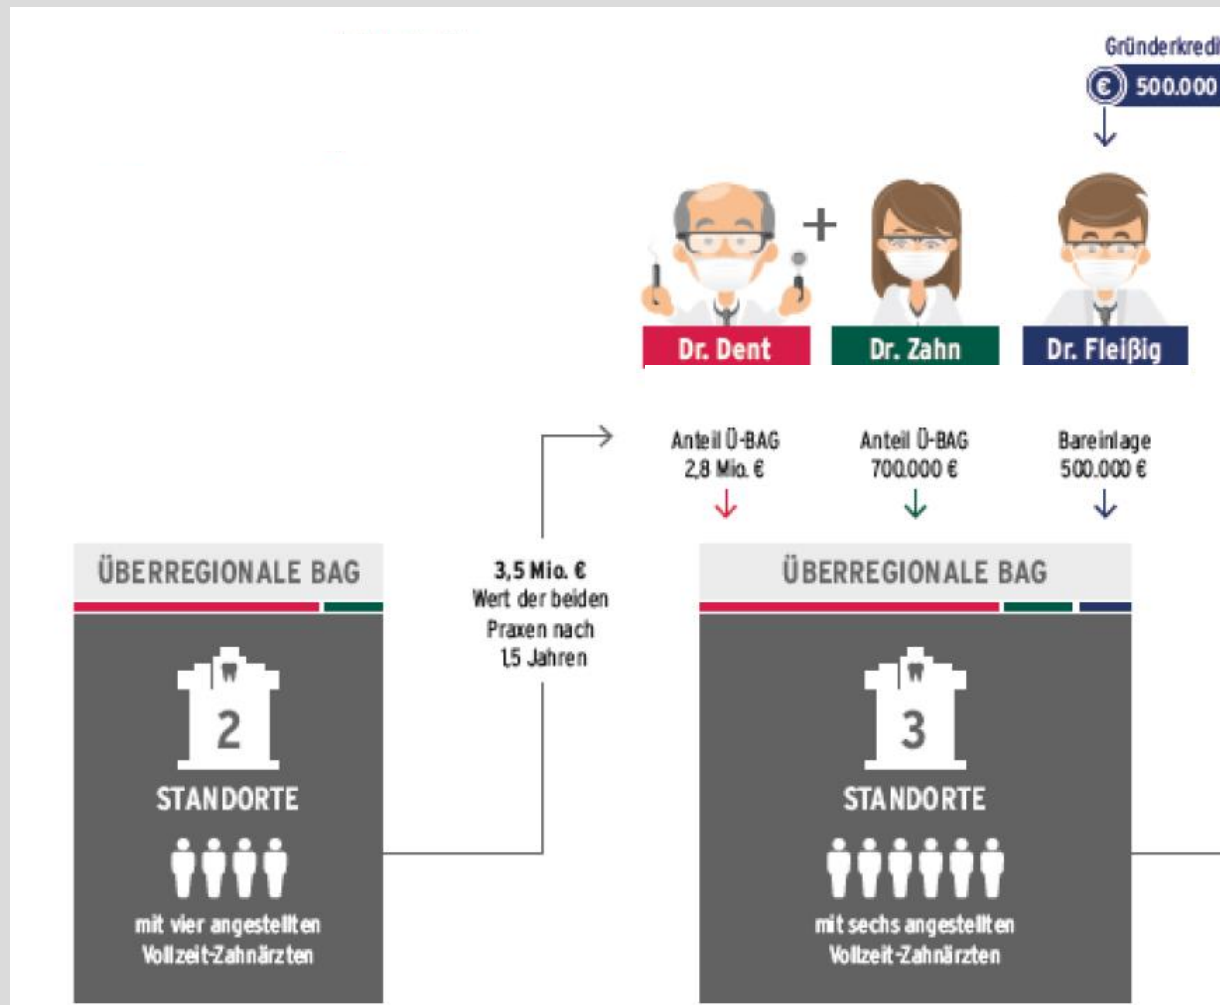 Gründerkredi
€ 500.000
+
Dr. Dent
Dr. Zahn
Dr. Fleißig
Anteil Ü-BAG
2,8 Mio. €
Anteil Ü-BAG
700.000 €
Bareinlage
500.000 €
ÜBERREGIONALE BAG
3,5 Mio. €
Wert der beiden
Praxen nach
1,5 Jahren
ÜBERREGIONALE BAG
2
STANDORTE
mit vier angestellten
Vollzeit-Zahnärzten
3
STANDORTE
mit sechs angestellten
Vollzeit-Zahnärzten